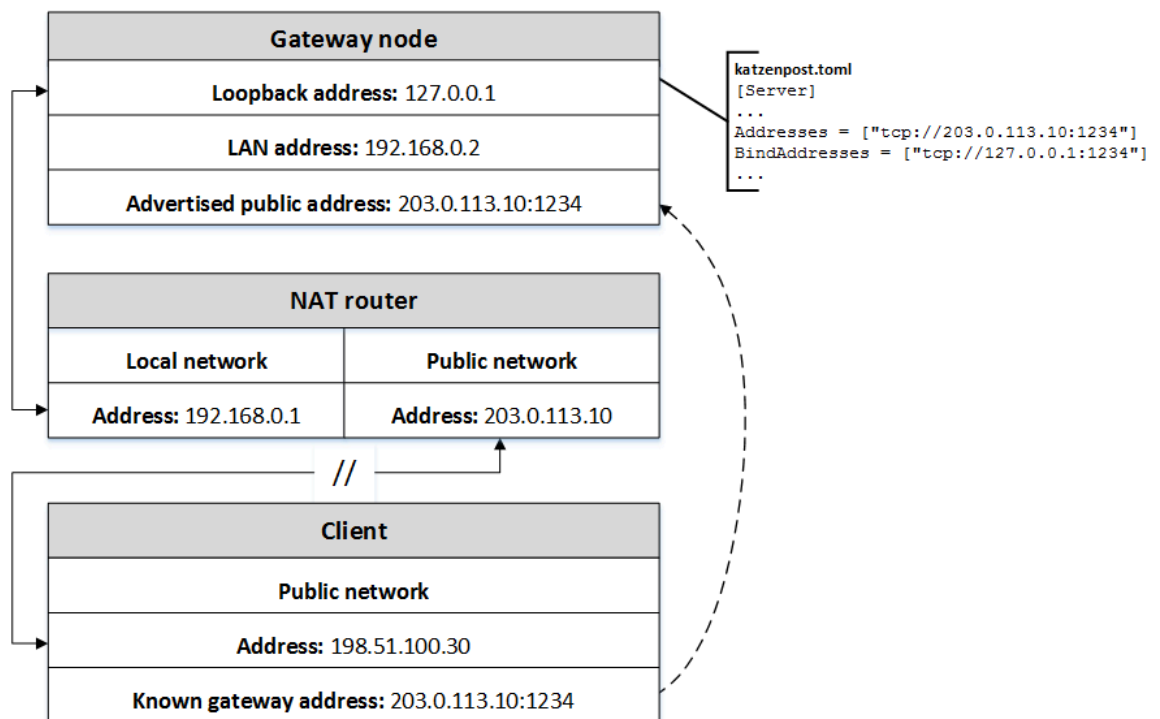 Gateway node
Loopback address: 127.0.0.1
LAN address: 192.168.0.2
Advertised public address: 203.0.113.10:1234
katzenpost.toml
[Server]
...
Addresses = ["tcp://203.0.113.10:1234"]
BindAddresses = ["tcp://127.0.0.1:1234"]
...
NAT router
Local network
Public network
Address: 192.168.0.1
Address: 203.0.113.10
//
Client
Public network
Address: 198.51.100.30
Known gateway address: 203.0.113.10:1234